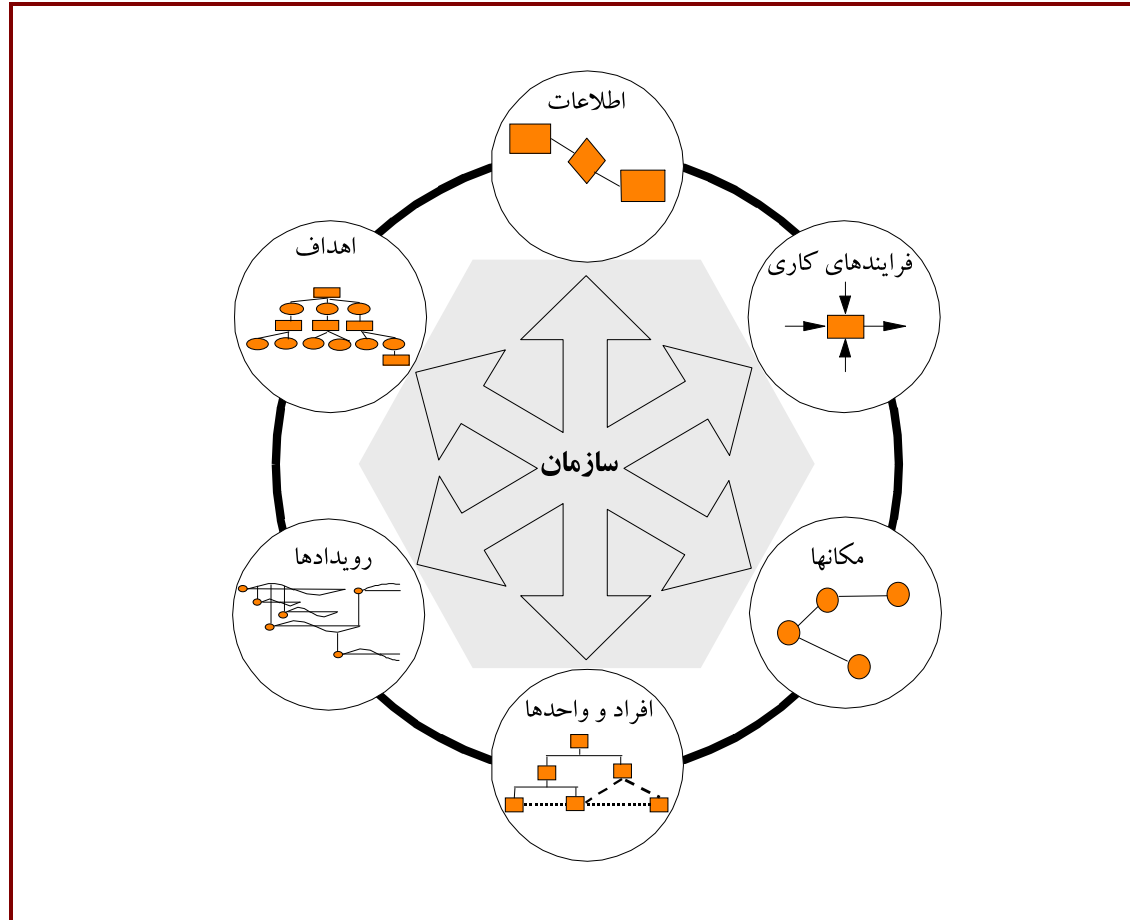 اطلاعات
فرایندهای کاری
اهداف
سازمان
مکانها
رویدادها
افراد و واحدها